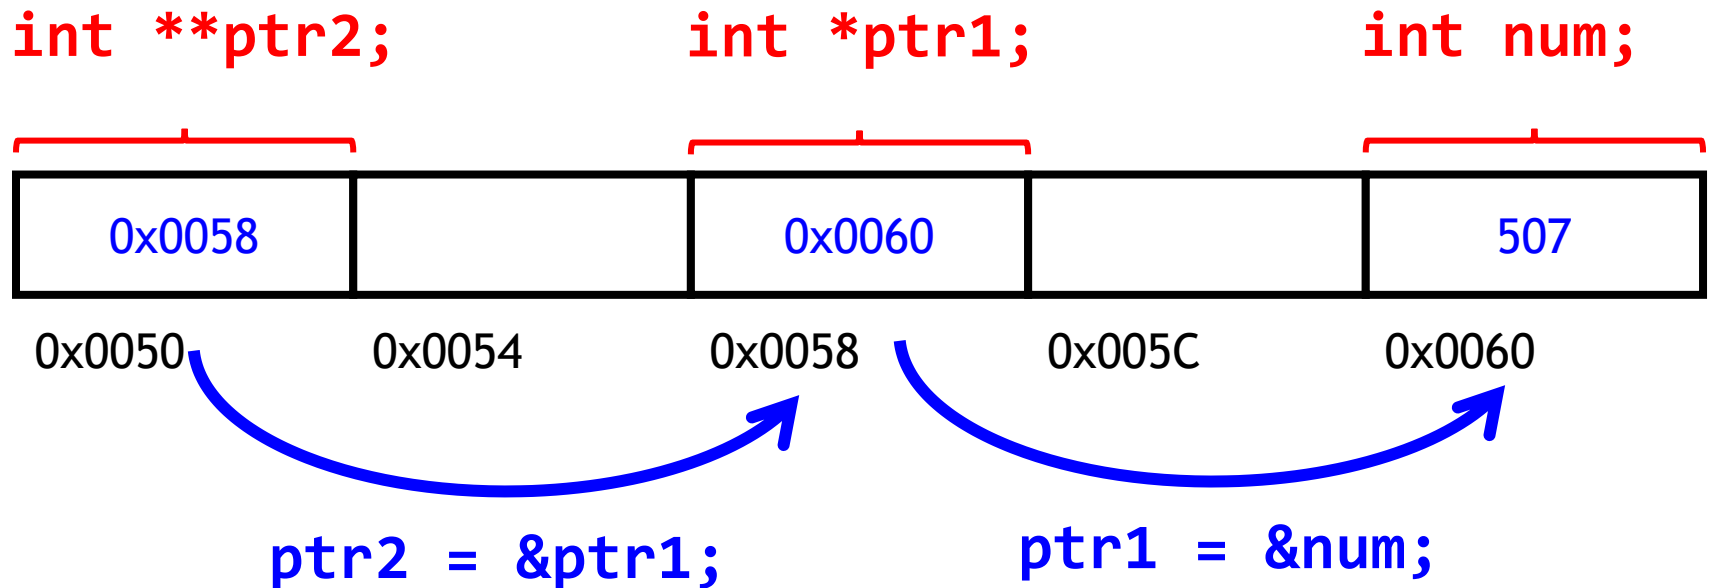 int **ptr2; int *ptr1; int num;
0x0058 0x0060 507
0x0050 0x0054 0x0058 0x005C 0x0060
ptr2 = &ptr1; ptr1 = &num;